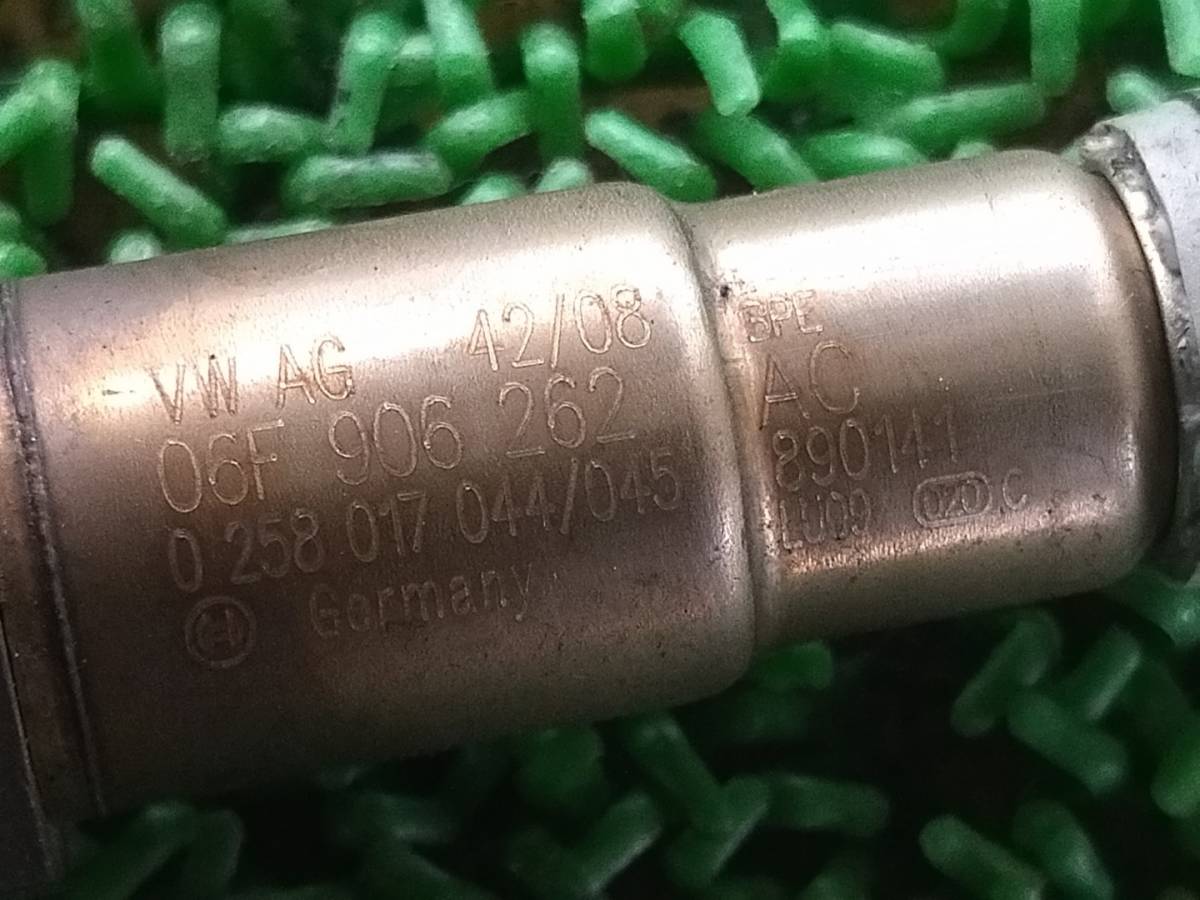 VW AG 42/08
06F 906 262
0 258 017 044/045
Germany
BPE
AC
890141
LU09 020 C